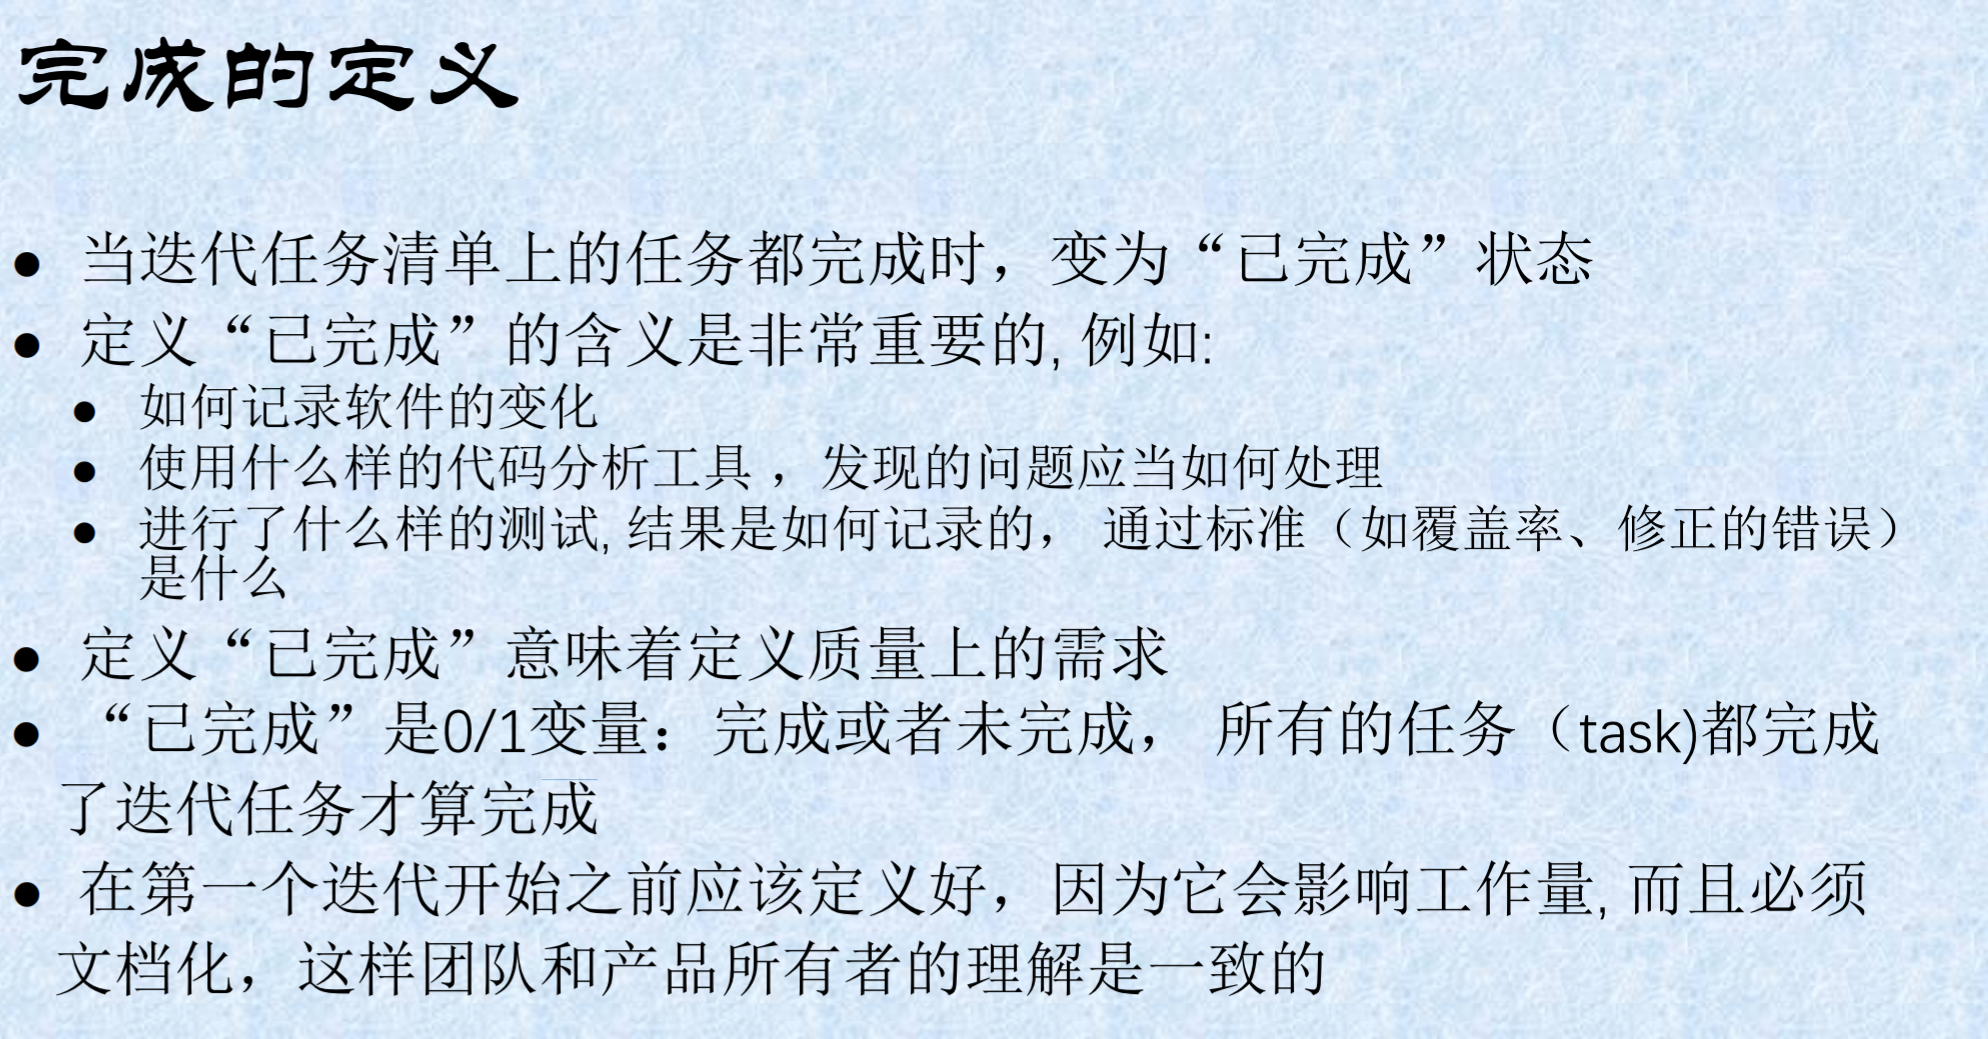 完成的定义
● 当迭代任务清单上的任务都完成时，变为“已完成”状态
● 定义“已完成”的含义是非常重要的, 例如:
● 如何记录软件的变化
● 使用什么样的代码分析工具 ，发现的问题应当如何处理
● 进行了什么样的测试, 结果是如何记录的， 通过标准（如覆盖率、修正的错误）
是什么
● 定义“已完成”意味着定义质量上的需求
● “已完成”是0/1变量：完成或者未完成， 所有的任务（task)都完成
了迭代任务才算完成
● 在第一个迭代开始之前应该定义好，因为它会影响工作量, 而且必须
文档化，这样团队和产品所有者的理解是一致的